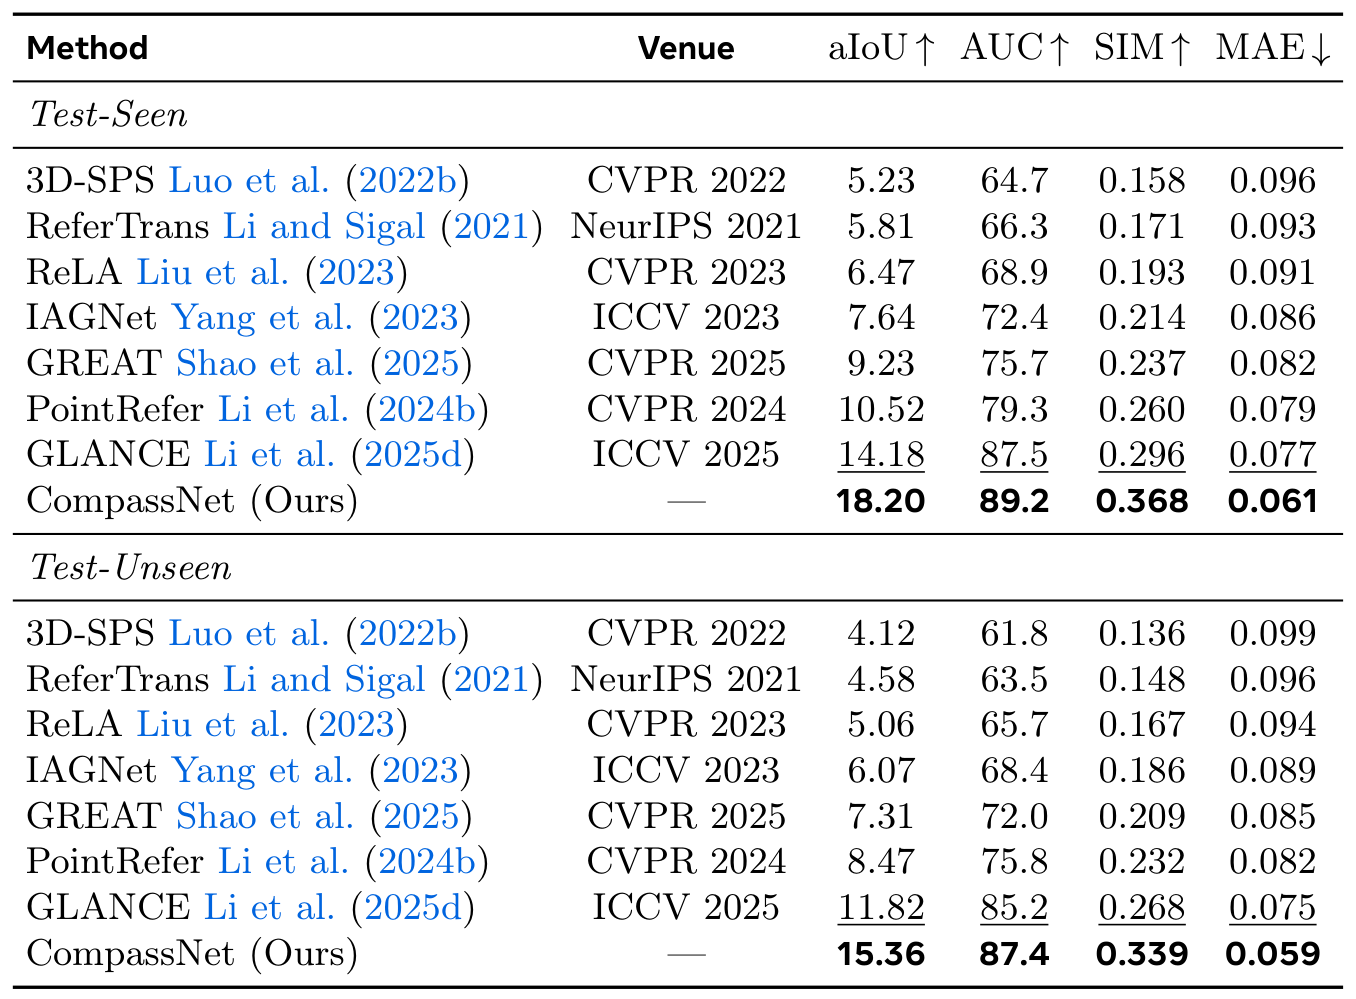 Method Venue aIoU↑ AUC↑ SIM↑ MAE↓
Test-Seen
3D-SPS Luo et al. (2022b) CVPR 2022 5.23 64.7 0.158 0.096
ReferTrans Li and Sigal (2021) NeurIPS 2021 5.81 66.3 0.171 0.093
ReLA Liu et al. (2023) CVPR 2023 6.47 68.9 0.193 0.091
IAGNet Yang et al. (2023) ICCV 2023 7.64 72.4 0.214 0.086
GREAT Shao et al. (2025) CVPR 2025 9.23 75.7 0.237 0.082
PointRefer Li et al. (2024b) CVPR 2024 10.52 79.3 0.260 0.079
GLANCE Li et al. (2025d) ICCV 2025 14.18 87.5 0.296 0.077
CompassNet (Ours) — 18.20 89.2 0.368 0.061
Test-Unseen
3D-SPS Luo et al. (2022b) CVPR 2022 4.12 61.8 0.136 0.099
ReferTrans Li and Sigal (2021) NeurIPS 2021 4.58 63.5 0.148 0.096
ReLA Liu et al. (2023) CVPR 2023 5.06 65.7 0.167 0.094
IAGNet Yang et al. (2023) ICCV 2023 6.07 68.4 0.186 0.089
GREAT Shao et al. (2025) CVPR 2025 7.31 72.0 0.209 0.085
PointRefer Li et al. (2024b) CVPR 2024 8.47 75.8 0.232 0.082
GLANCE Li et al. (2025d) ICCV 2025 11.82 85.2 0.268 0.075
CompassNet (Ours) — 15.36 87.4 0.339 0.059